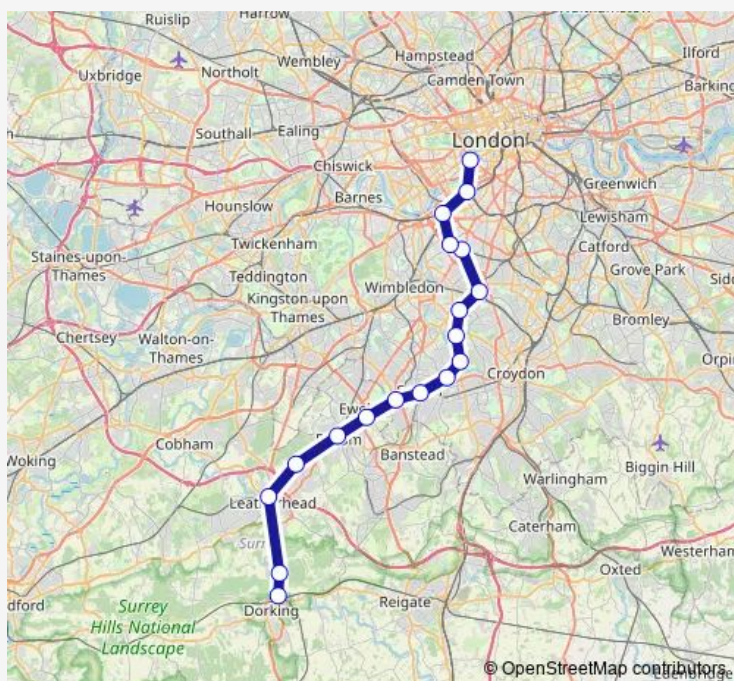 Ruislip
Harrow
Hampstead
Ilford
Wembley
Uxbridge
Northolt
Camden Town
Barking
Southall
Ealing
London
Chiswick
Greenwich
Barnes
Hounslow
Lewisham
Twickenham
Catford
Staines-upon-
Thames
Grove Park
Teddington
Wimbledon
Kingston upon
Thames
Bromley
Chertsey
Walton-on-
Thames
Croydon
Cobham
Banstead
Woking
Biggin Hill
Warlingham
Caterham
Westerham
Oxted
Surrey
Hills National
Landscape
Dorking
Reigate
© OpenStreetMap contributors